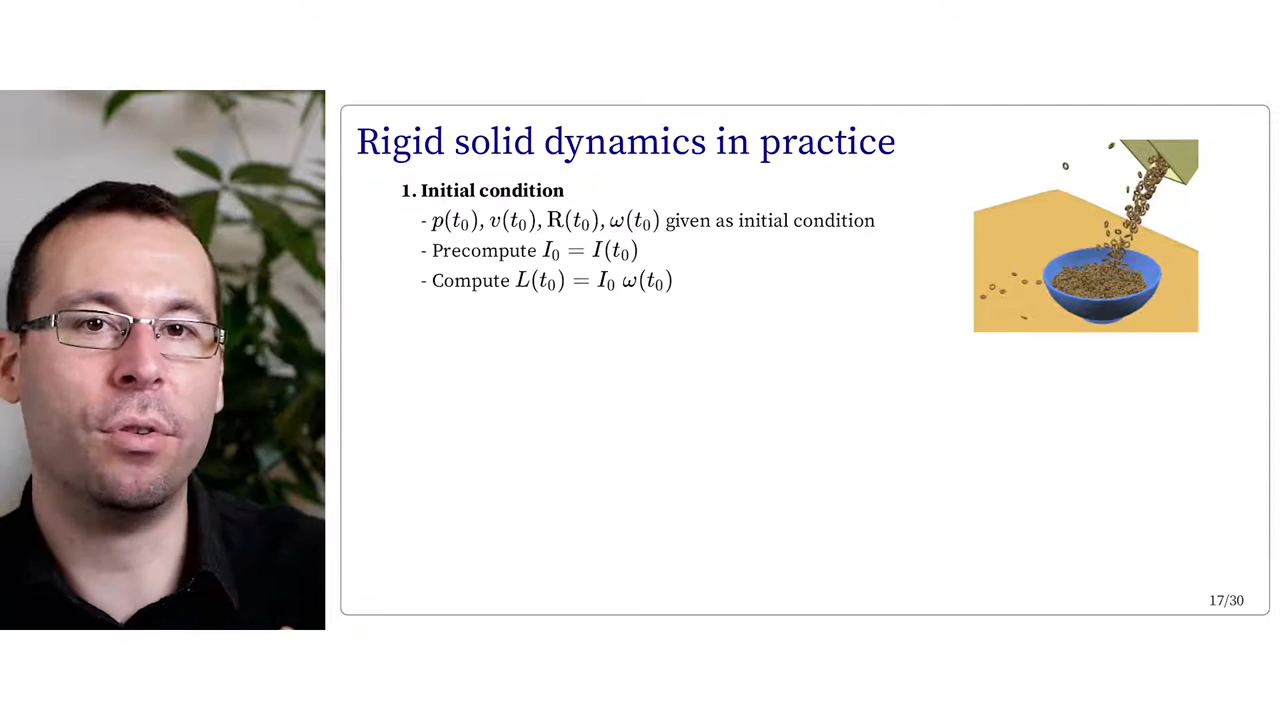 Rigid solid dynamics in practice
1. Initial condition
- p(t₀), v(t₀), R(t₀), ω(t₀) given as initial condition
- Precompute I₀ = I(t₀)
- Compute L(t₀) = I₀ ω(t₀)
17/30